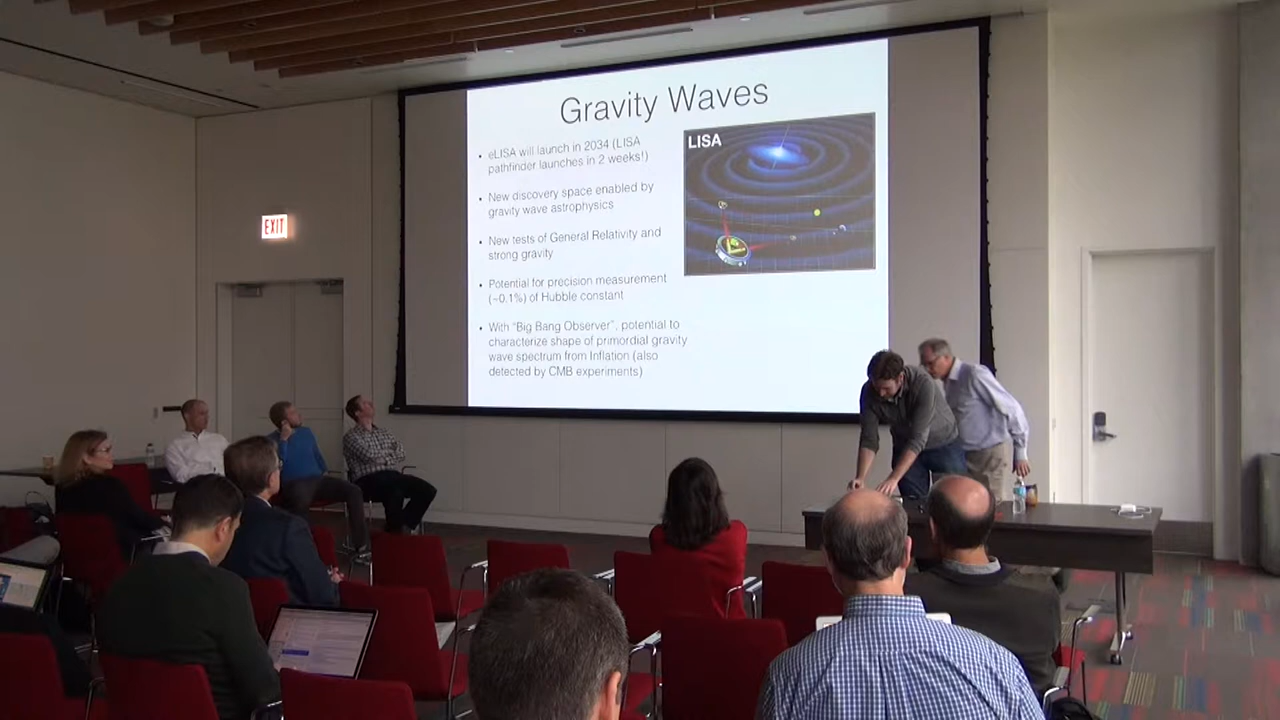 Gravity Waves
• eLISA will launch in 2034 (LISA
pathfinder launches in 2 weeks!)
• New discovery space enabled by
gravity wave astrophysics
• New tests of General Relativity and
strong gravity
• Potential for precision measurement
(~0.1%) of Hubble constant
• With "Big Bang Observer", potential to
characterize shape of primordial gravity
wave spectrum from Inflation (also
detected by CMB experiments)
LISA
EXIT